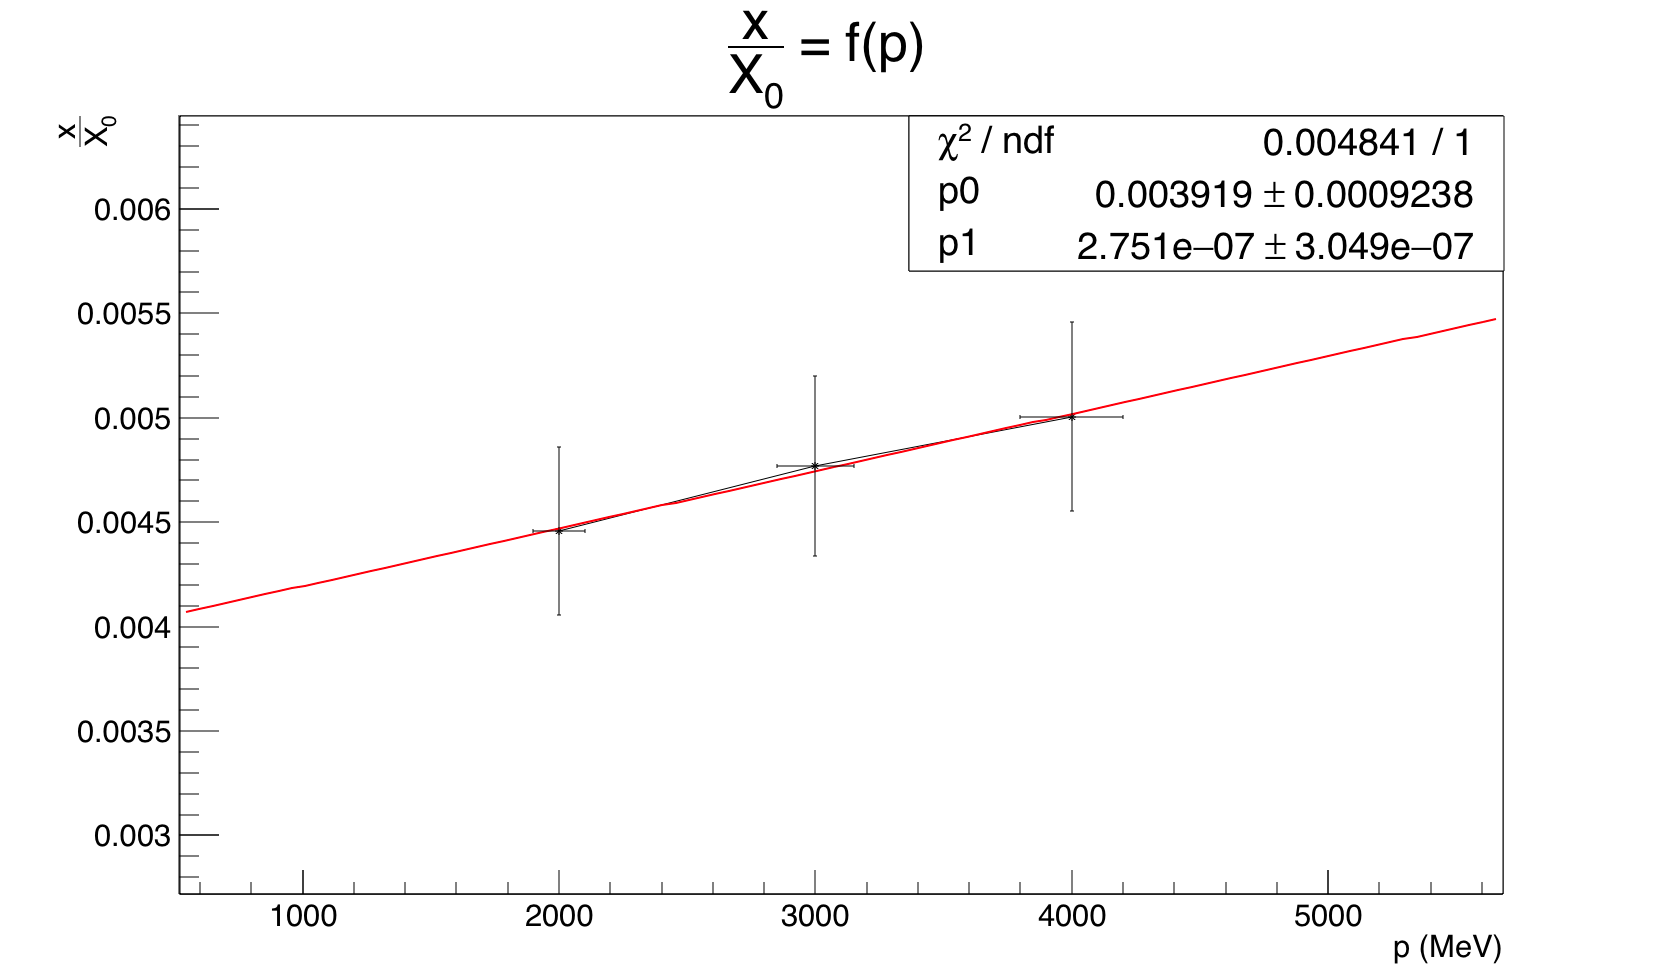 x/X₀ = f(p)
x/X₀
χ² / ndf 0.004841 / 1
p0 0.003919 ± 0.0009238
p1 2.751e−07 ± 3.049e−07
0.006
0.0055
0.005
0.0045
0.004
0.0035
0.003
1000 2000 3000 4000 5000
p (MeV)